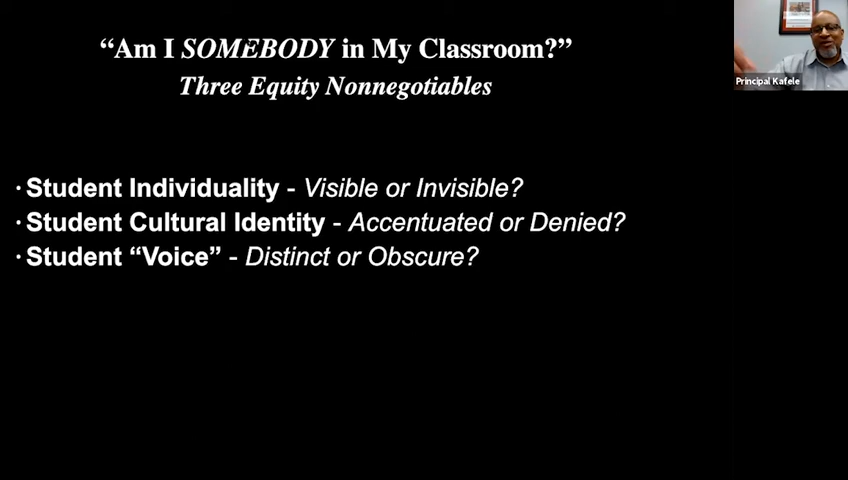 “Am I SOMEBODY in My Classroom?”
Three Equity Nonnegotiables
· Student Individuality - Visible or Invisible?
· Student Cultural Identity - Accentuated or Denied?
· Student “Voice” - Distinct or Obscure?
Principal Kafele